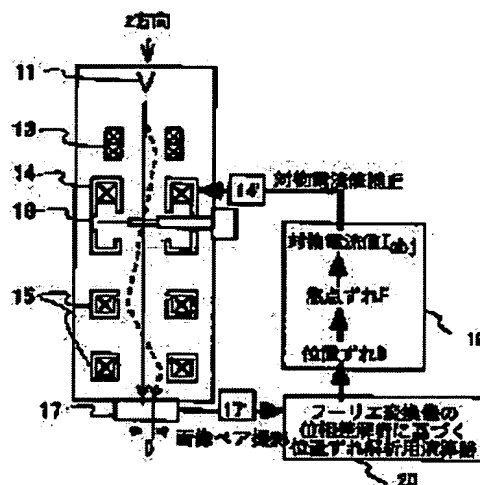 z方向
11
13
14
18
14'
対物電流値補正
対物電流値Iobj
焦点ずれF
位置ずれD
15
17
17'
D
画像ペア撮影
フーリエ変換像の
位相差解析に基づく
位置ずれ解析用演算器
20